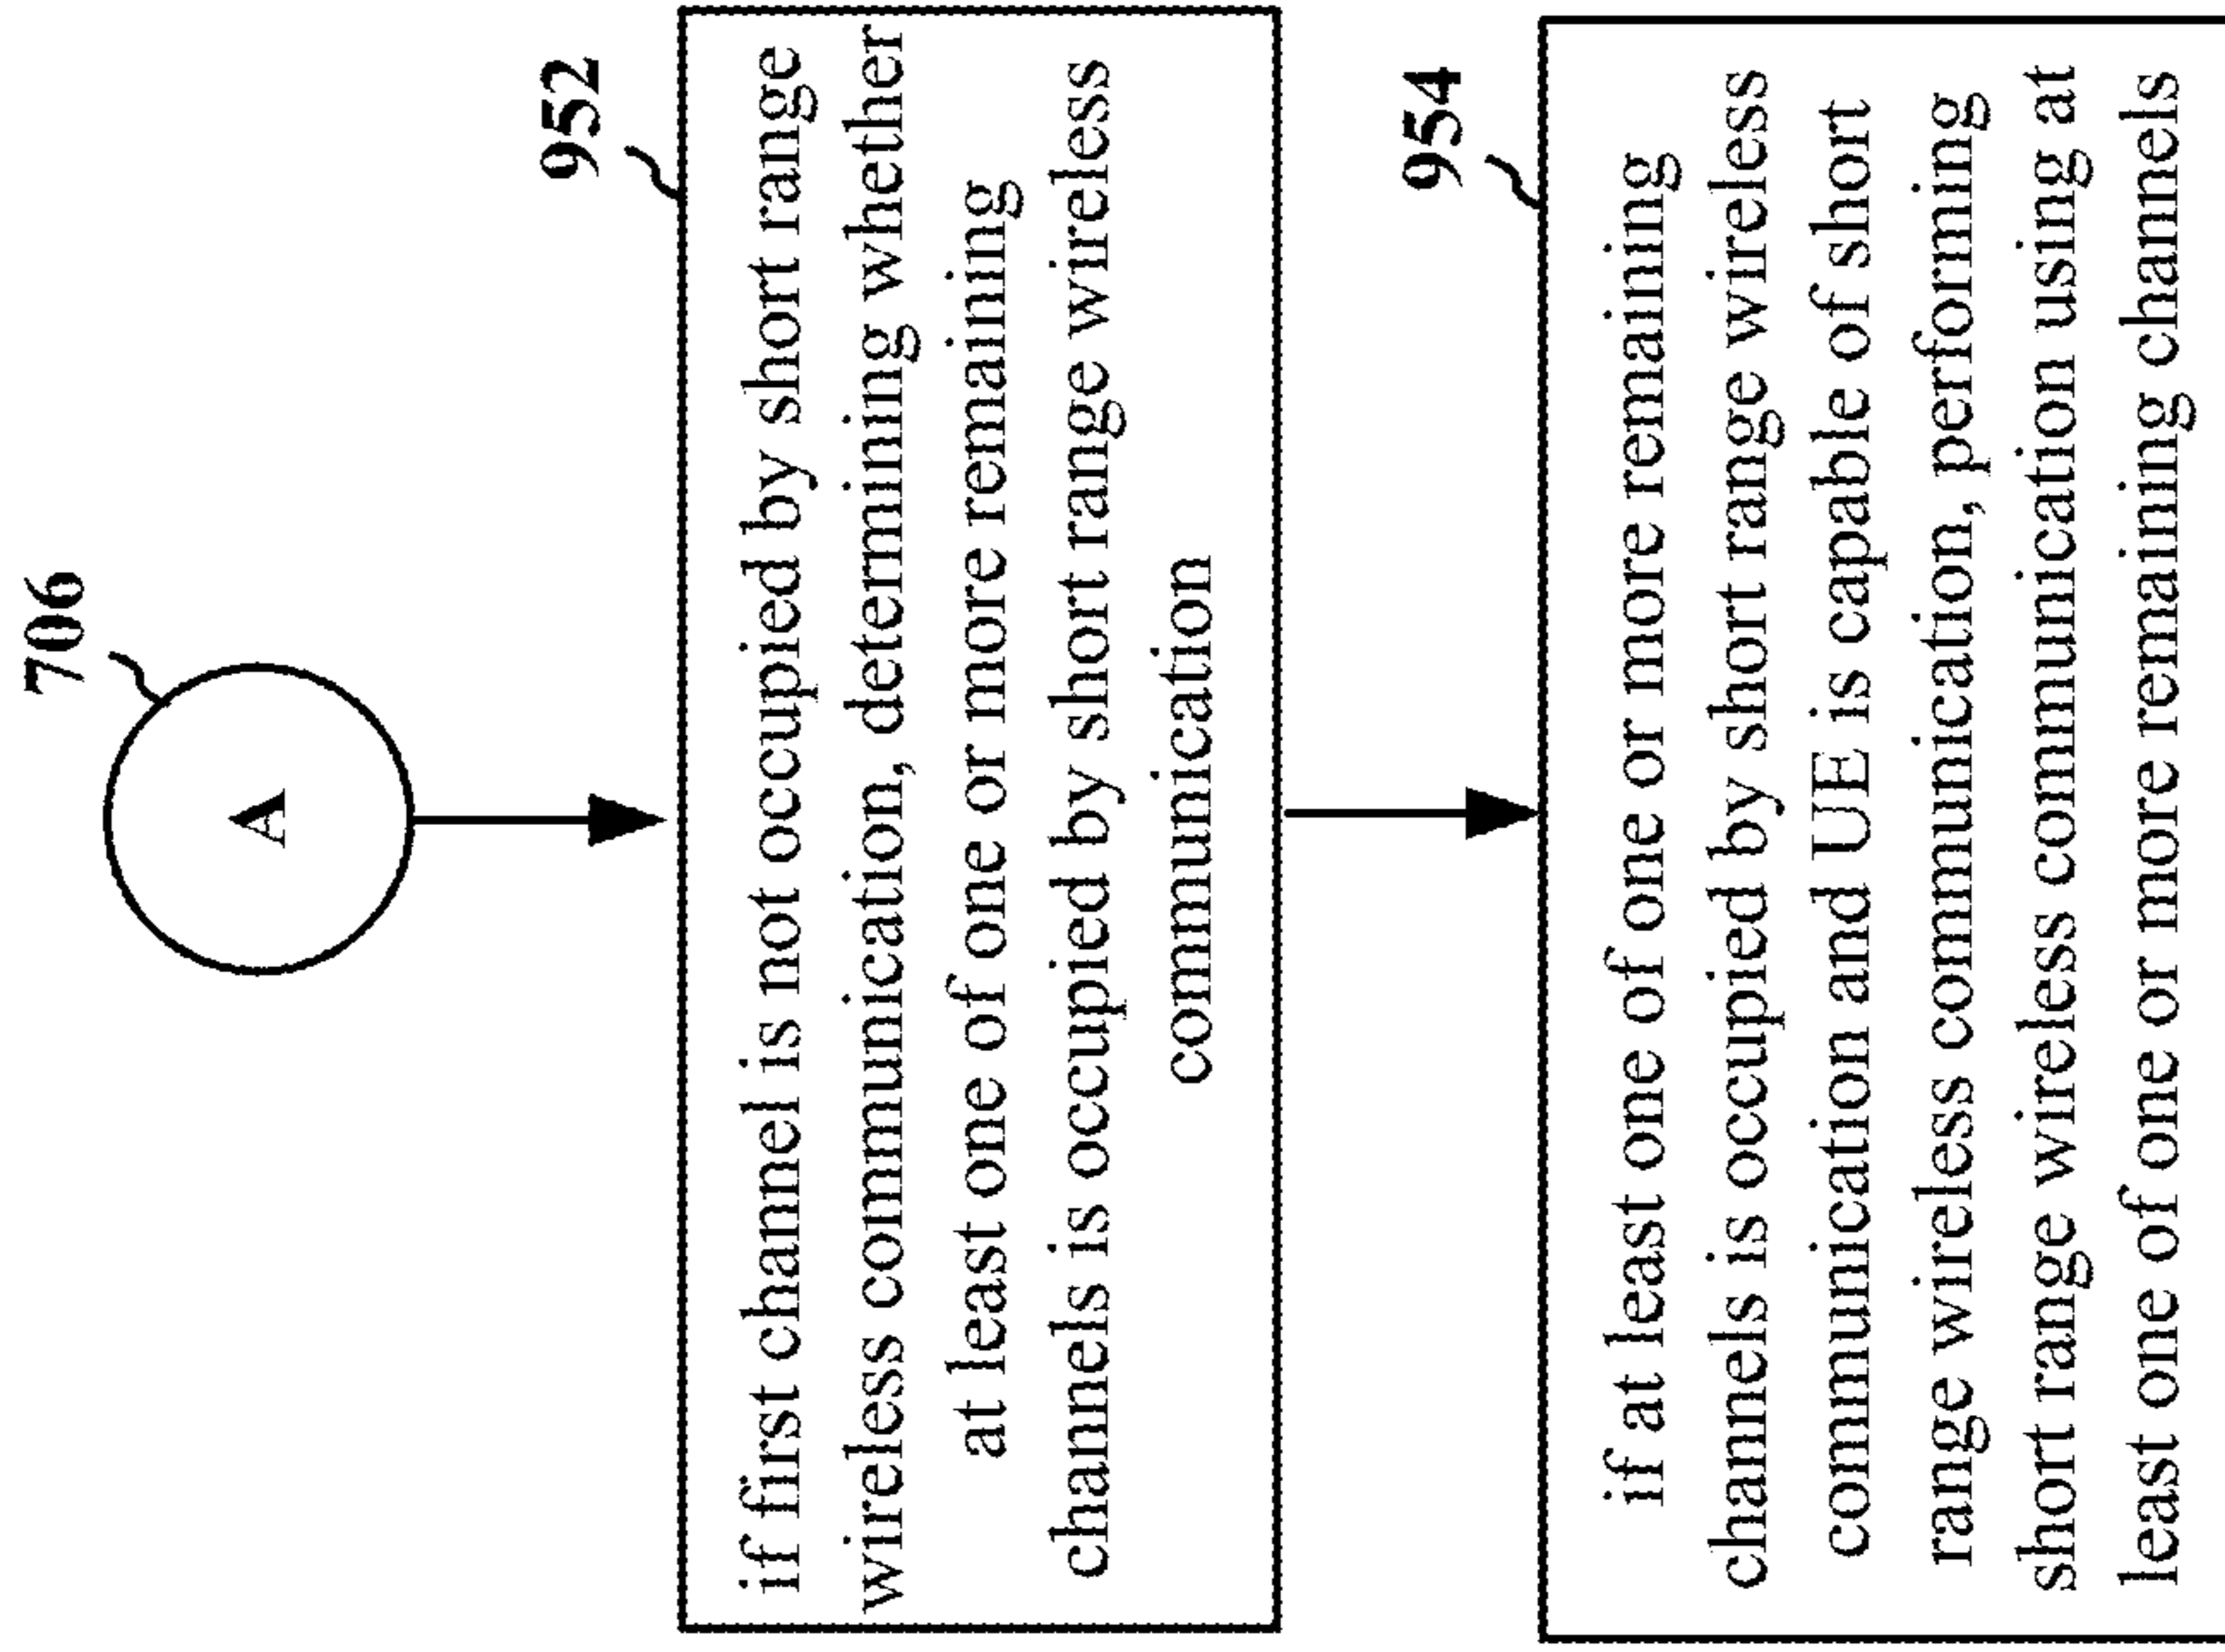 706
A
952
if first channel is not occupied by short range
wireless communication, determining whether
at least one of one or more remaining
channels is occupied by short range wireless
communication
954
if at least one of one or more remaining
channels is occupied by short range wireless
communication and UE is capable of short
range wireless communication, performing
short range wireless communication using at
least one of one or more remaining channels